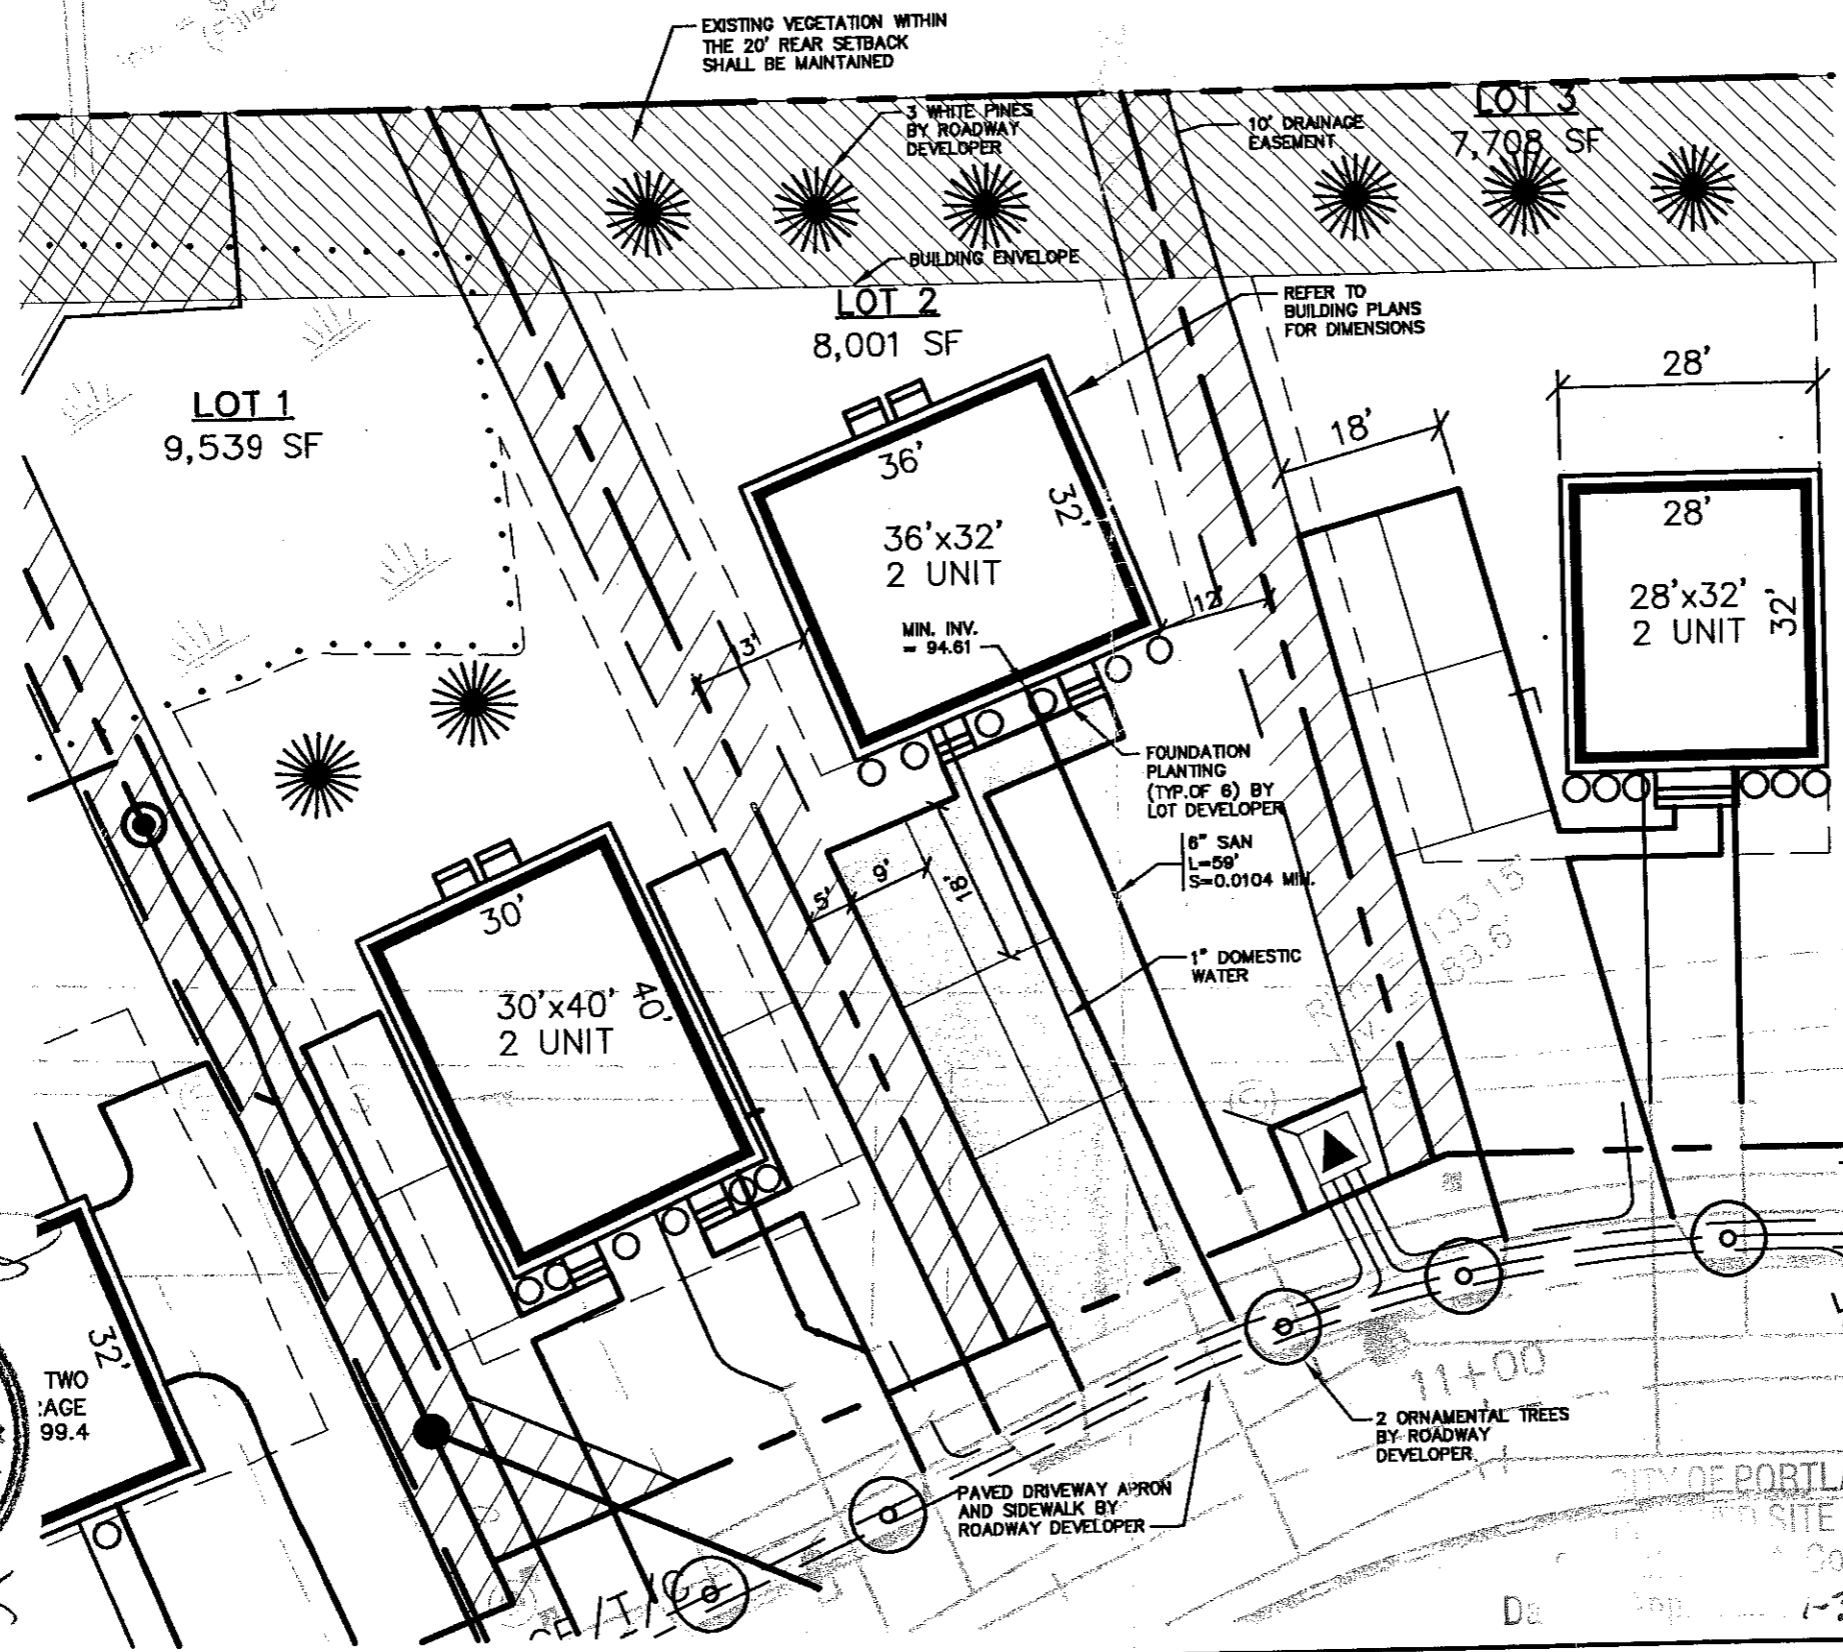 EXISTING VEGETATION WITHIN
THE 20' REAR SETBACK
SHALL BE MAINTAINED
3 WHITE PINES
BY ROADWAY
DEVELOPER
10' DRAINAGE
EASEMENT
LOT 3
7,708 SF
BUILDING ENVELOPE
LOT 2
8,001 SF
REFER TO
BUILDING PLANS
FOR DIMENSIONS
LOT 1
9,539 SF
28'
18'
36'
32'
36'x32'
2 UNIT
28'
28'x32'
2 UNIT
32'
12'
MIN. INV.
= 94.61
13'
FOUNDATION
PLANTING
(TYP.OF 6) BY
LOT DEVELOPER
6" SAN
L=59'
S=0.0104 MIN.
5'
9'
18'
30'
40'
30'x40'
2 UNIT
1" DOMESTIC
WATER
32'
TWO
99.4
11+00
2 ORNAMENTAL TREES
BY ROADWAY
DEVELOPER
PAVED DRIVEWAY APRON
AND SIDEWALK BY
ROADWAY DEVELOPER
CITY OF PORTLA
SITE